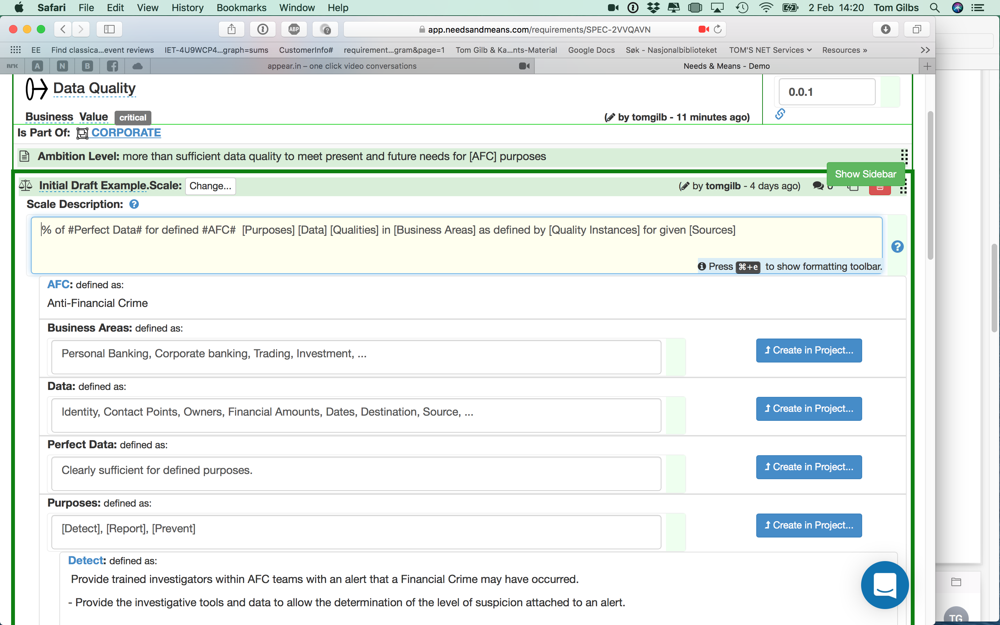 Safari File Edit View History Bookmarks Window Help 2 Feb 14:20 Tom Gilbs
ABP ? app.needsandmeans.com/requirements/SPEC-2VVQAVN
EE Find classica...event reviews IET-4U9WCP4...graph=sums CustomerInfo# requirement...gram&page=1 Tom Gilb & Ka...nts-Material Google Docs Søk - Nasjonalbiblioteket TOM'S NET Services Resources » >>
NRK A N B f appear.in – one click video conversations Needs & Means - Demo +
Data Quality 0.0.1
Business Value critical ( by tomgilb - 11 minutes ago)
Is Part Of: CORPORATE
Ambition Level: more than sufficient data quality to meet present and future needs for [AFC] purposes
Show Sidebar
Initial Draft Example.Scale: Change... ( by tomgilb - 4 days ago)
Scale Description: ?
% of #Perfect Data# for defined #AFC# [Purposes] [Data] [Qualities] in [Business Areas] as defined by [Quality Instances] for given [Sources]
?
Press ⌘+e to show formatting toolbar.
AFC: defined as:
Anti-Financial Crime
Business Areas: defined as:
Personal Banking, Corporate banking, Trading, Investment, ... Create in Project...
Data: defined as:
Identity, Contact Points, Owners, Financial Amounts, Dates, Destination, Source, ... Create in Project...
Perfect Data: defined as:
Clearly sufficient for defined purposes. Create in Project...
Purposes: defined as:
[Detect], [Report], [Prevent] Create in Project...
Detect: defined as:
Provide trained investigators within AFC teams with an alert that a Financial Crime may have occurred.
- Provide the investigative tools and data to allow the determination of the level of suspicion attached to an alert.
TG